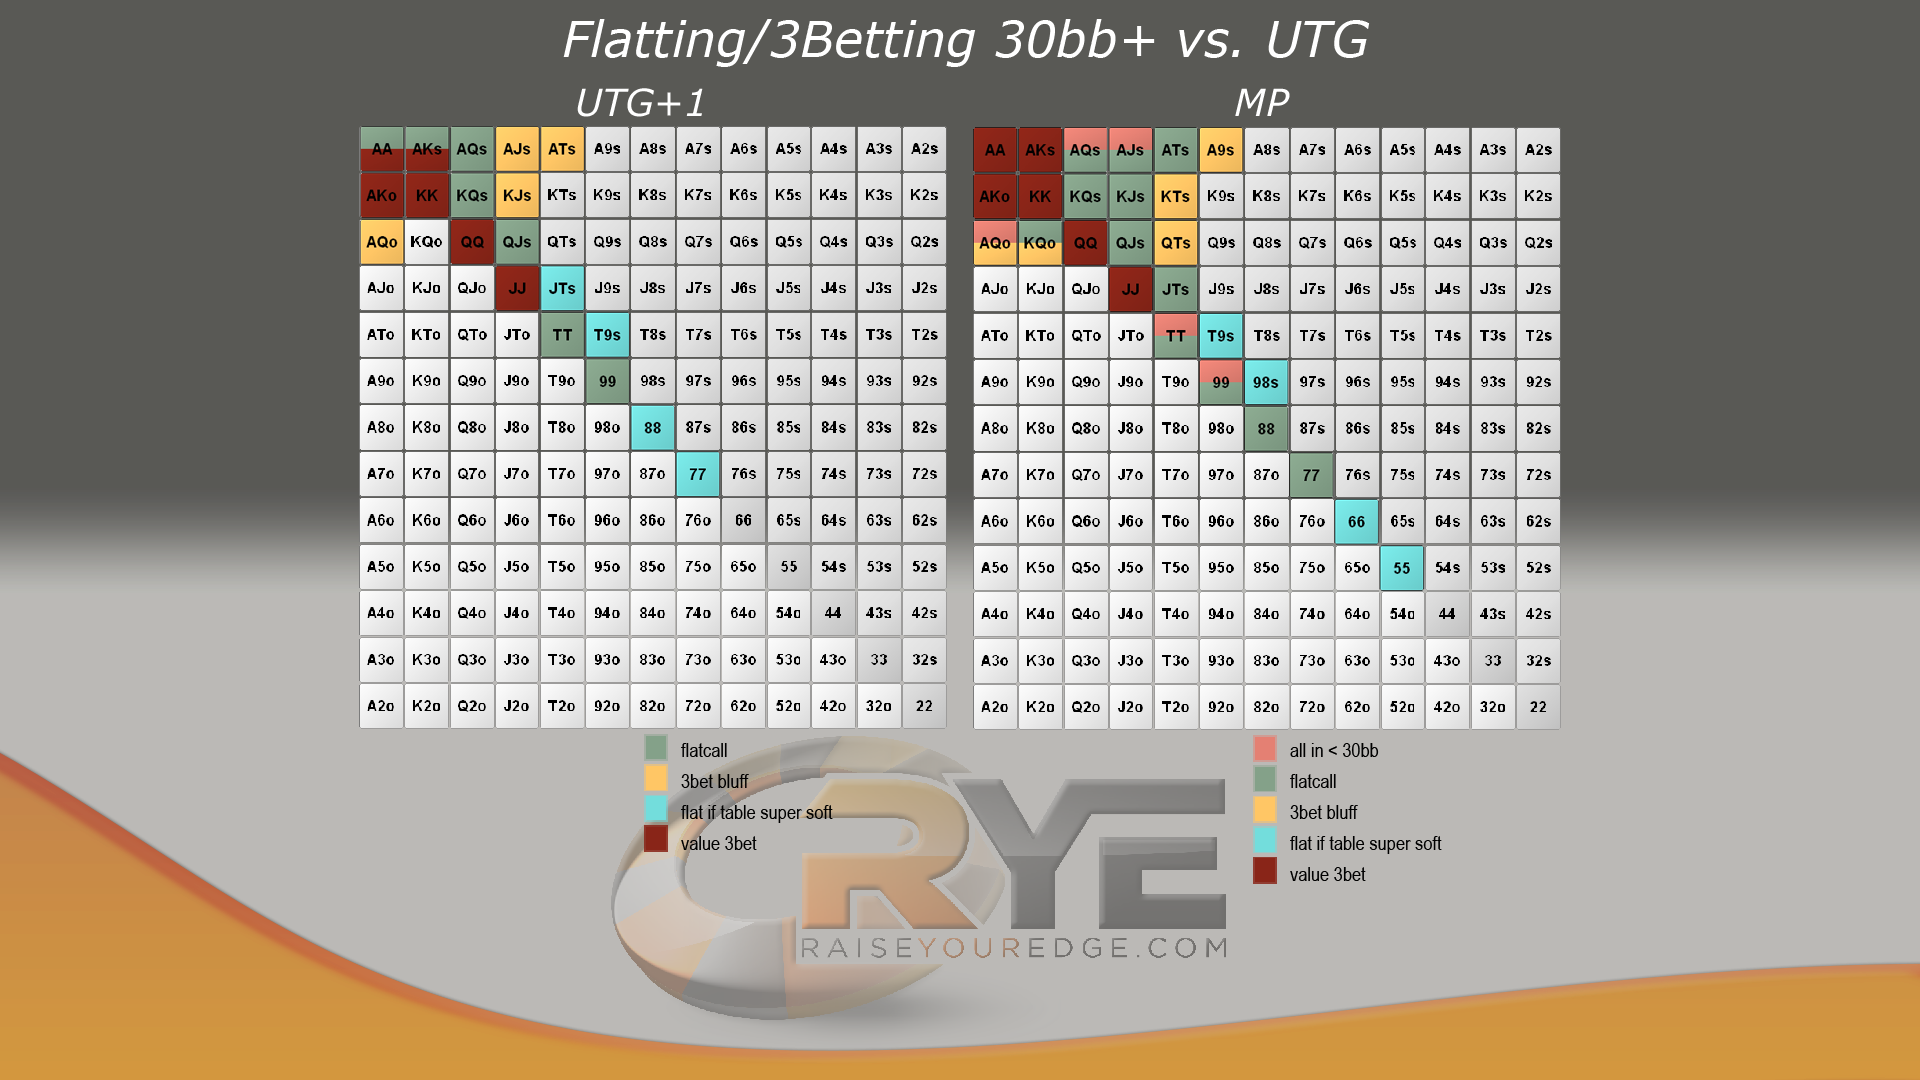 Flatting/3Betting 30bb+ vs. UTG
UTG+1
AA AKs AQs AJs ATs A9s A8s A7s A6s A5s A4s A3s A2s
AKo KK KQs KJs KTs K9s K8s K7s K6s K5s K4s K3s K2s
AQo KQo QQ QJs QTs Q9s Q8s Q7s Q6s Q5s Q4s Q3s Q2s
AJo KJo QJo JJ JTs J9s J8s J7s J6s J5s J4s J3s J2s
ATo KTo QTo JTo TT T9s T8s T7s T6s T5s T4s T3s T2s
A9o K9o Q9o J9o T9o 99 98s 97s 96s 95s 94s 93s 92s
A8o K8o Q8o J8o T8o 98o 88 87s 86s 85s 84s 83s 82s
A7o K7o Q7o J7o T7o 97o 87o 77 76s 75s 74s 73s 72s
A6o K6o Q6o J6o T6o 96o 86o 76o 66 65s 64s 63s 62s
A5o K5o Q5o J5o T5o 95o 85o 75o 65o 55 54s 53s 52s
A4o K4o Q4o J4o T4o 94o 84o 74o 64o 54o 44 43s 42s
A3o K3o Q3o J3o T3o 93o 83o 73o 63o 53o 43o 33 32s
A2o K2o Q2o J2o T2o 92o 82o 72o 62o 52o 42o 32o 22
flatcall
3bet bluff
flat if table super soft
value 3bet
MP
AA AKs AQs AJs ATs A9s A8s A7s A6s A5s A4s A3s A2s
AKo KK KQs KJs KTs K9s K8s K7s K6s K5s K4s K3s K2s
AQo KQo QQ QJs QTs Q9s Q8s Q7s Q6s Q5s Q4s Q3s Q2s
AJo KJo QJo JJ JTs J9s J8s J7s J6s J5s J4s J3s J2s
ATo KTo QTo JTo TT T9s T8s T7s T6s T5s T4s T3s T2s
A9o K9o Q9o J9o T9o 99 98s 97s 96s 95s 94s 93s 92s
A8o K8o Q8o J8o T8o 98o 88 87s 86s 85s 84s 83s 82s
A7o K7o Q7o J7o T7o 97o 87o 77 76s 75s 74s 73s 72s
A6o K6o Q6o J6o T6o 96o 86o 76o 66 65s 64s 63s 62s
A5o K5o Q5o J5o T5o 95o 85o 75o 65o 55 54s 53s 52s
A4o K4o Q4o J4o T4o 94o 84o 74o 64o 54o 44 43s 42s
A3o K3o Q3o J3o T3o 93o 83o 73o 63o 53o 43o 33 32s
A2o K2o Q2o J2o T2o 92o 82o 72o 62o 52o 42o 32o 22
all in < 30bb
flatcall
3bet bluff
flat if table super soft
value 3bet
RYE
RAISEYOUREDGE.COM